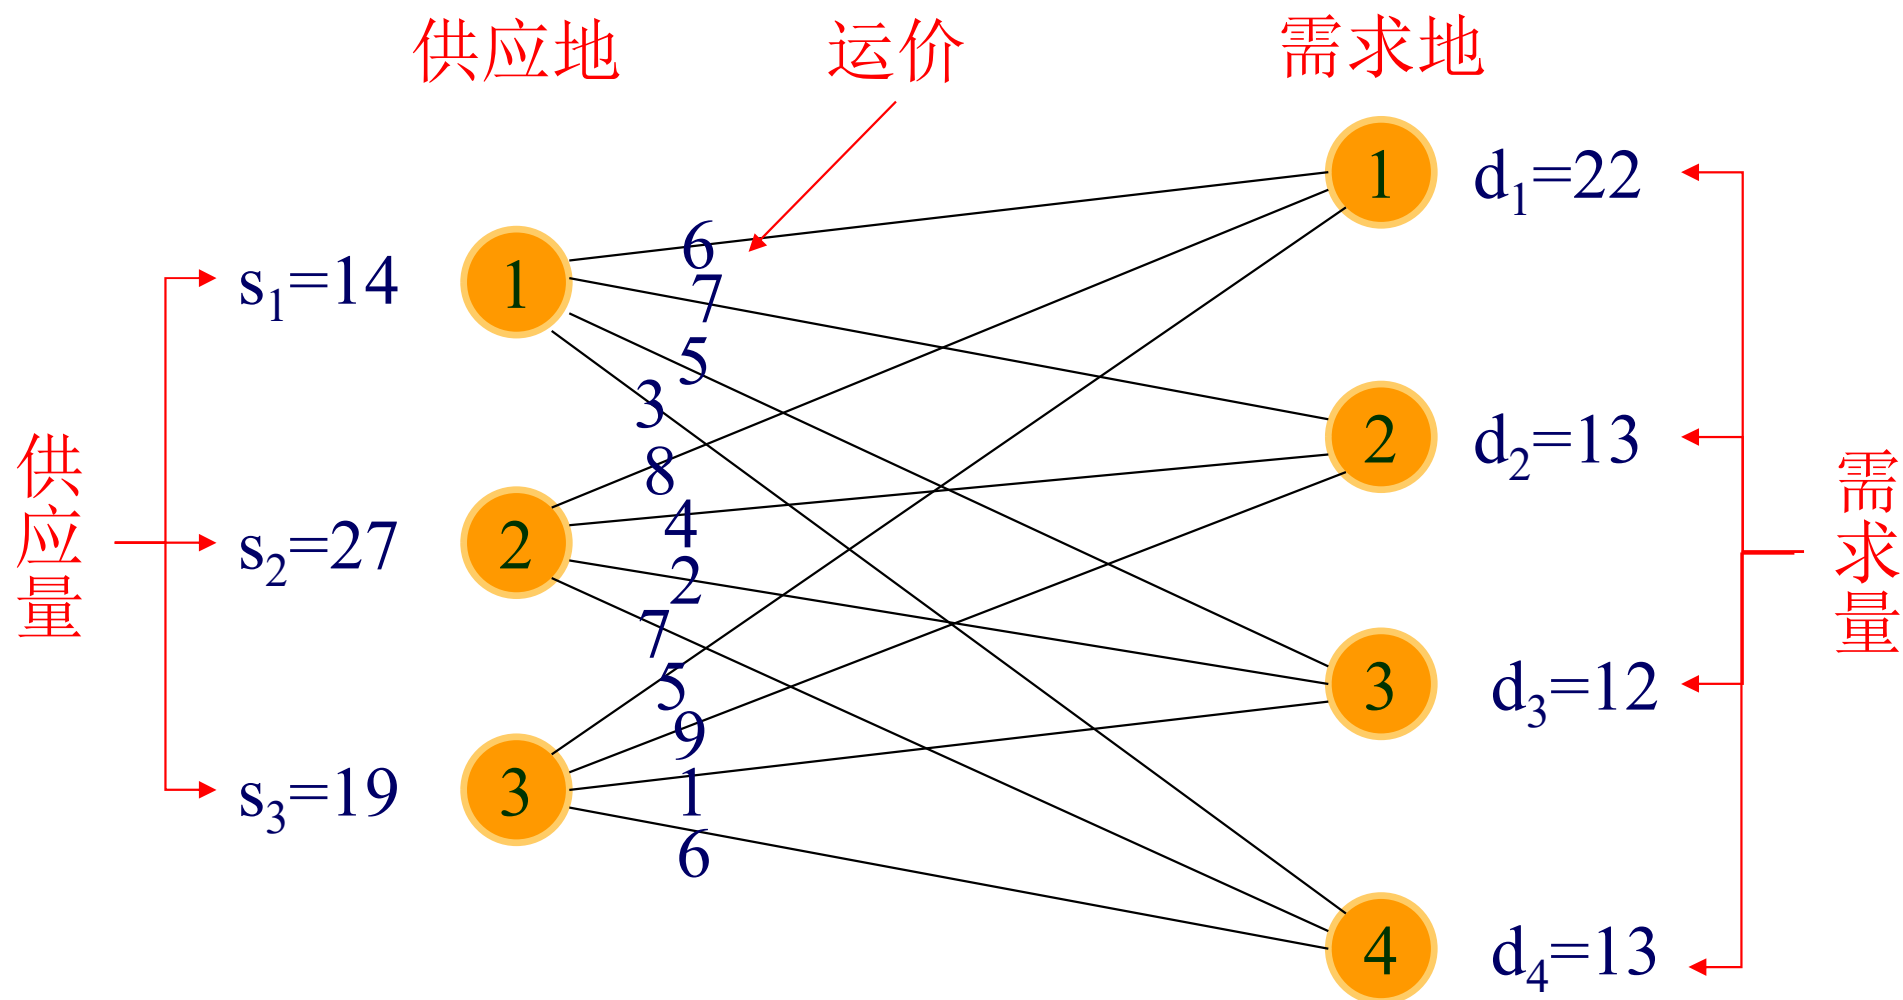 供应地 运价 需求地
1 d₁=22
6
s₁=14 1 7
5
3
2 d₂=13
8
4
供应量 s₂=27 2 需求量
2
7
5
3 d₃=12
9
s₃=19 3 1
6
4 d₄=13